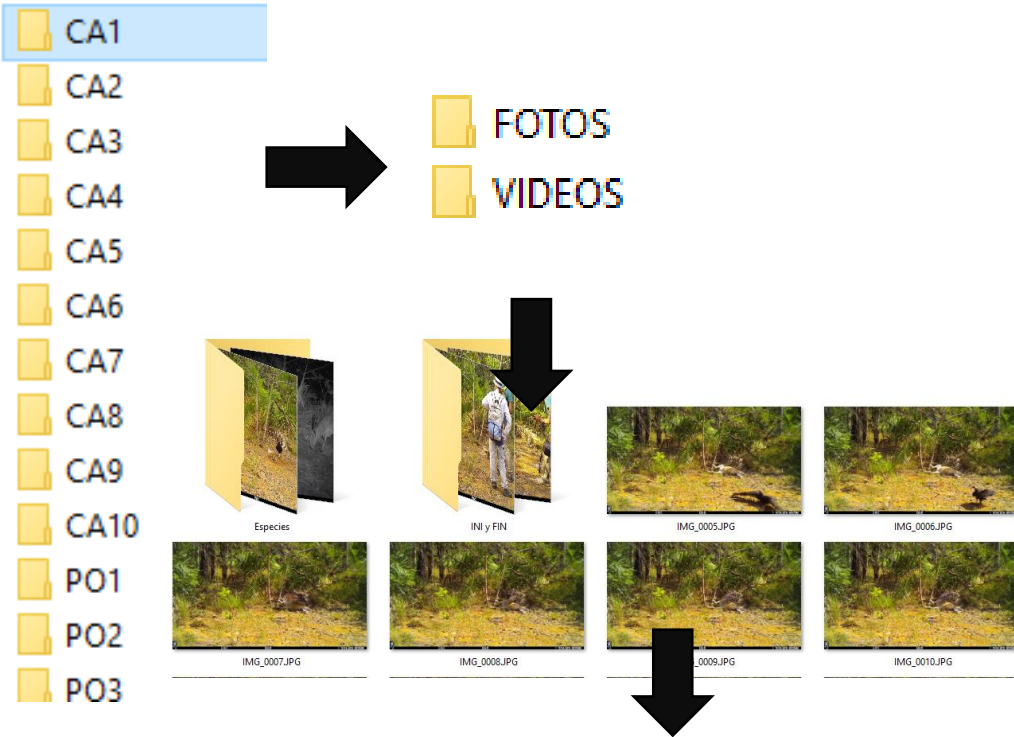 CA1
CA2
CA3
CA4
CA5
CA6
CA7
CA8
CA9
CA10
PO1
PO2
PO3
FOTOS
VIDEOS
Especies
INI y FIN
IMG_0005.JPG
IMG_0006.JPG
IMG_0007.JPG
IMG_0008.JPG
_0009.JPG
IMG_0010.JPG